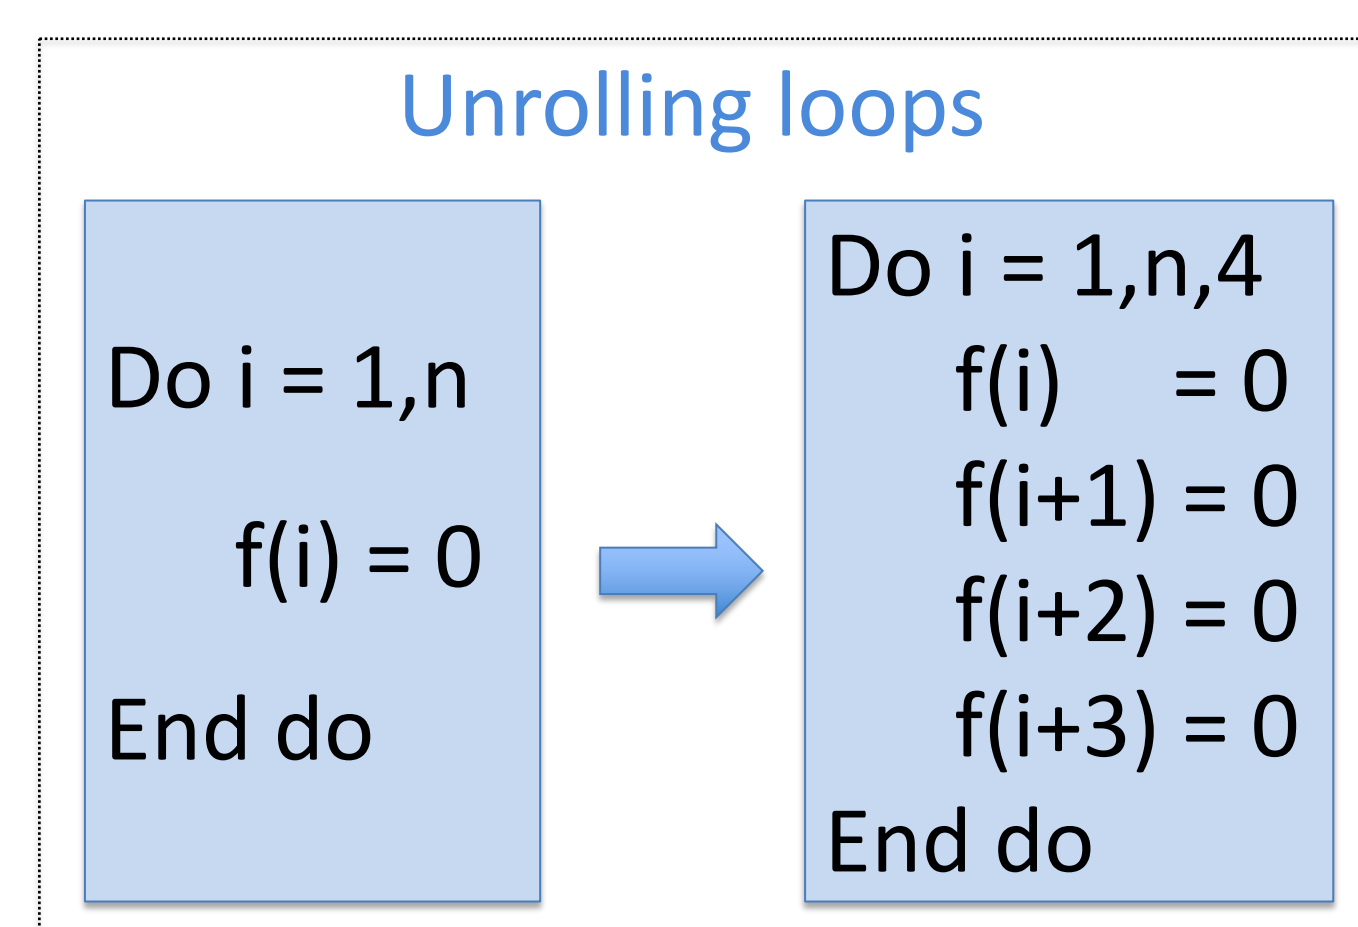 Unrolling loops
Do i = 1,n
f(i) = 0
End do
Do i = 1,n,4
f(i) = 0
f(i+1) = 0
f(i+2) = 0
f(i+3) = 0
End do